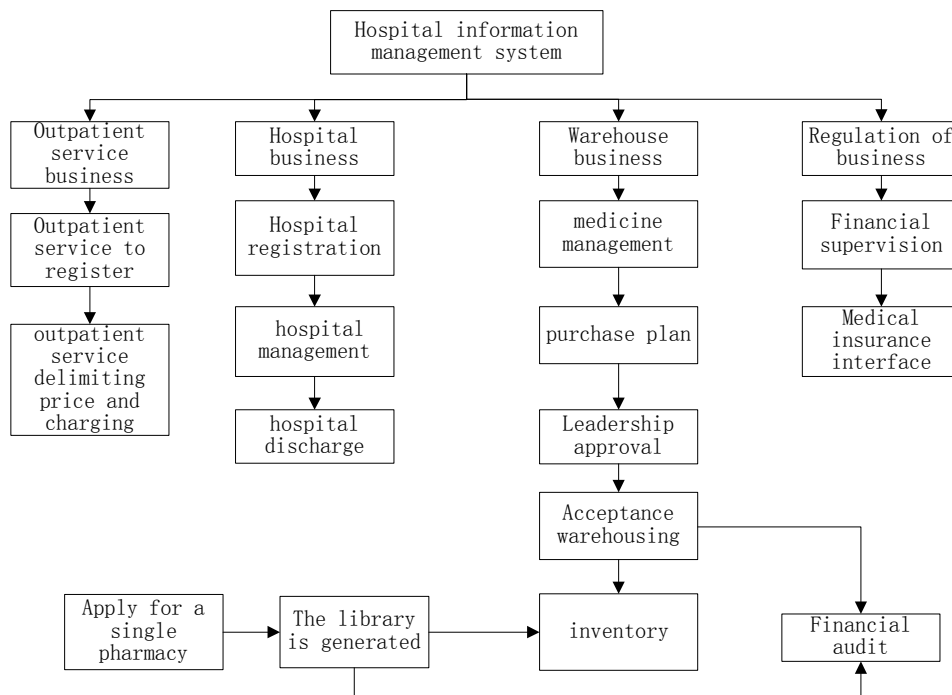 Hospital information
management system
Outpatient
service
business
Hospital
business
Warehouse
business
Regulation of
business
Outpatient
service to
register
Hospital
registration
medicine
management
Financial
supervision
outpatient
service
delimiting
price and
charging
hospital
management
purchase plan
Medical
insurance
interface
hospital
discharge
Leadership
approval
Acceptance
warehousing
Apply for a
single
pharmacy
The library
is generated
inventory
Financial
audit